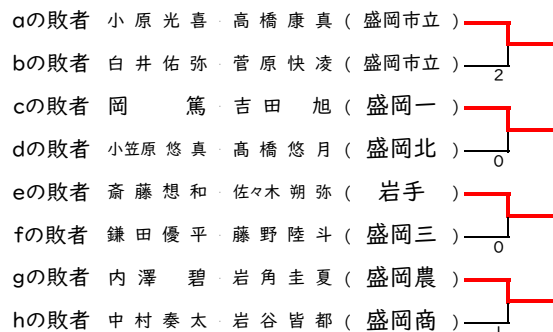 aの敗者 小原光喜・高橋康真(盛岡市立)
bの敗者 白井佑弥・菅原快凌(盛岡市立)
2
cの敗者 岡 篤・吉田 旭(盛岡一)
dの敗者 小笠原悠真・髙橋悠月(盛岡北)
0
eの敗者 斎藤想和・佐々木朔弥(岩手)
fの敗者 鎌田優平・藤野陸斗(盛岡三)
0
gの敗者 内澤 碧・岩角圭夏(盛岡農)
hの敗者 中村奏太・岩谷皆都(盛岡商)